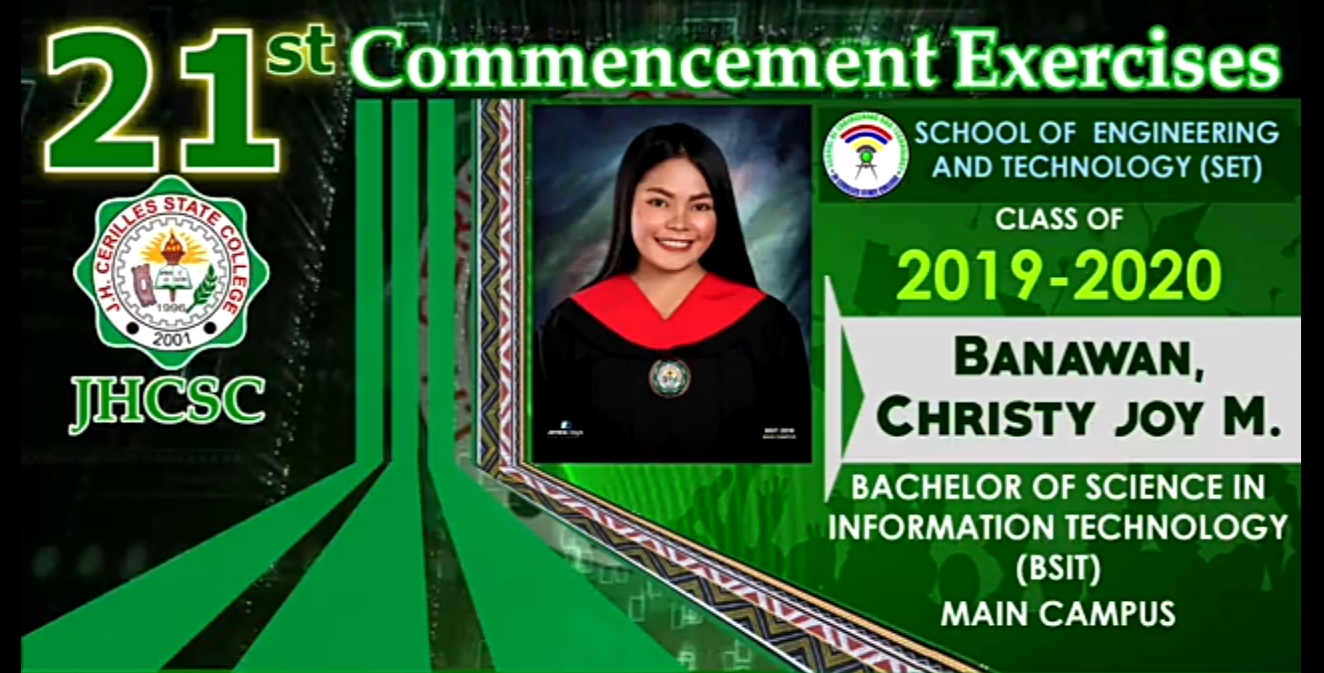 21st Commencement Exercises
J.H. CERILLES STATE COLLEGE
1996
2001
JHCSC
SCHOOL OF ENGINEERING
AND TECHNOLOGY (SET)
CLASS OF
2019-2020
BANAWAN,
CHRISTY JOY M.
BACHELOR OF SCIENCE IN
INFORMATION TECHNOLOGY
(BSIT)
MAIN CAMPUS